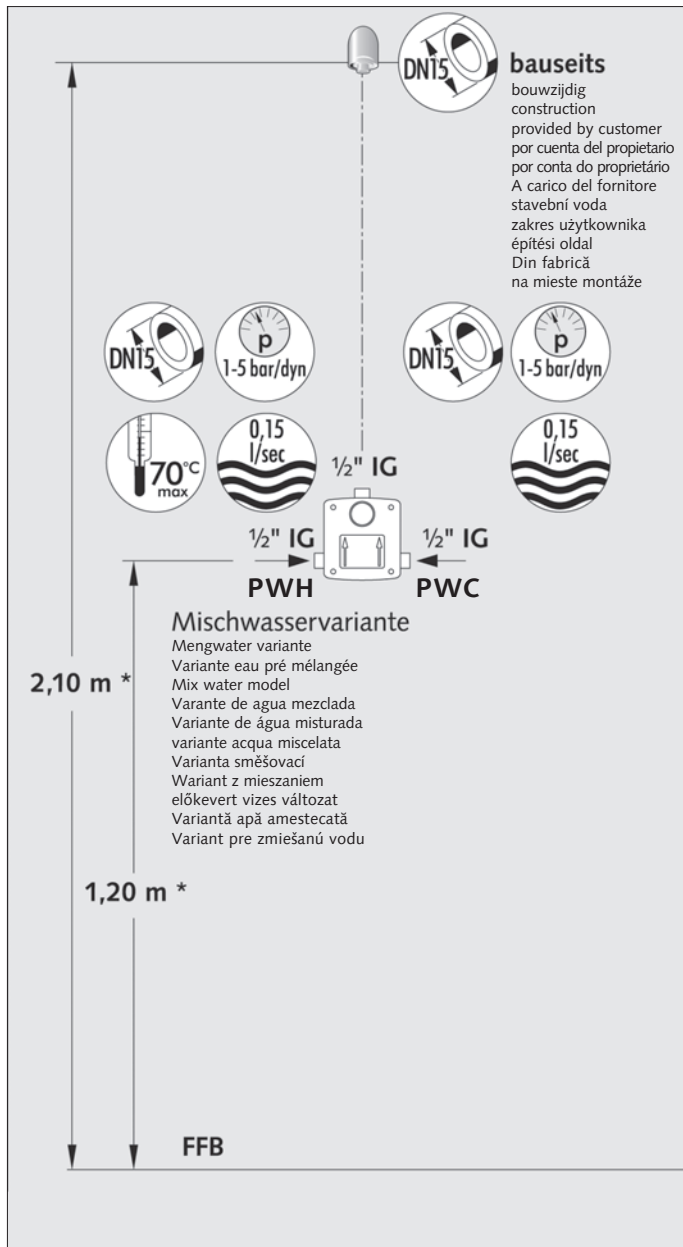 DN15
bauseits
bouwzijdig
construction
provided by customer
por cuenta del propietario
por conta do proprietário
A carico del fornitore
stavební voda
zakres użytkownika
építési oldal
Din fabrică
na mieste montáže
DN15
p
1-5 bar/dyn
DN15
p
1-5 bar/dyn
70°C
max
0,15
l/sec
½" IG
0,15
l/sec
½" IG
½" IG
PWH
PWC
Mischwasservariante
Mengwater variante
Variante eau pré mélangée
Mix water model
Varante de agua mezclada
Variante de água misturada
variante acqua miscelata
Varianta směšovací
Wariant z mieszaniem
előkevert vizes változat
Variantă apă amestecată
Variant pre zmiešanú vodu
2,10 m *
1,20 m *
FFB